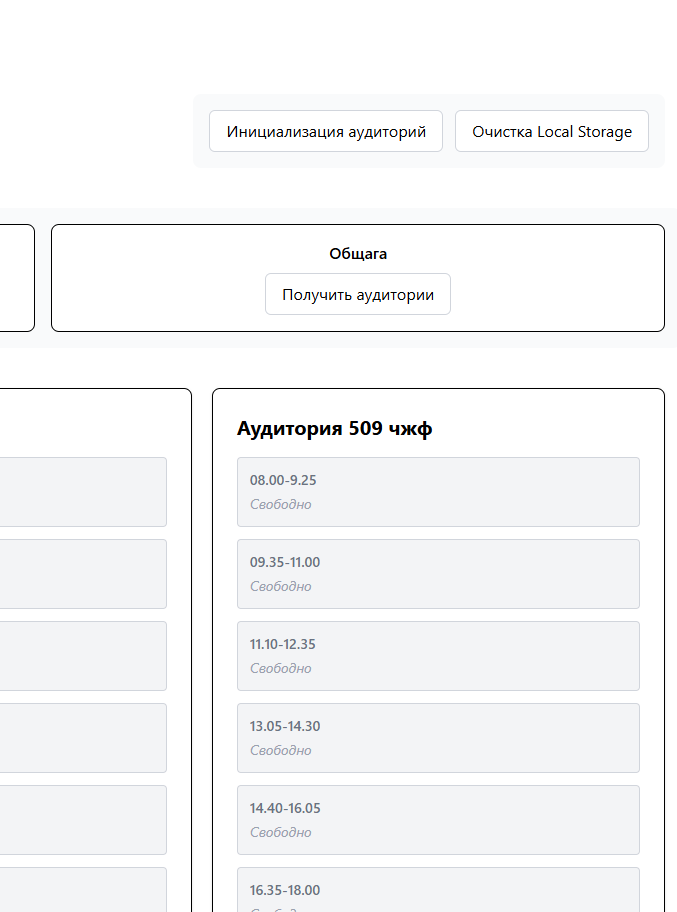 Инициализация аудиторий
Очистка Local Storage
Общага
Получить аудитории
Аудитория 509 чжф
08.00-9.25
Свободно
09.35-11.00
Свободно
11.10-12.35
Свободно
13.05-14.30
Свободно
14.40-16.05
Свободно
16.35-18.00